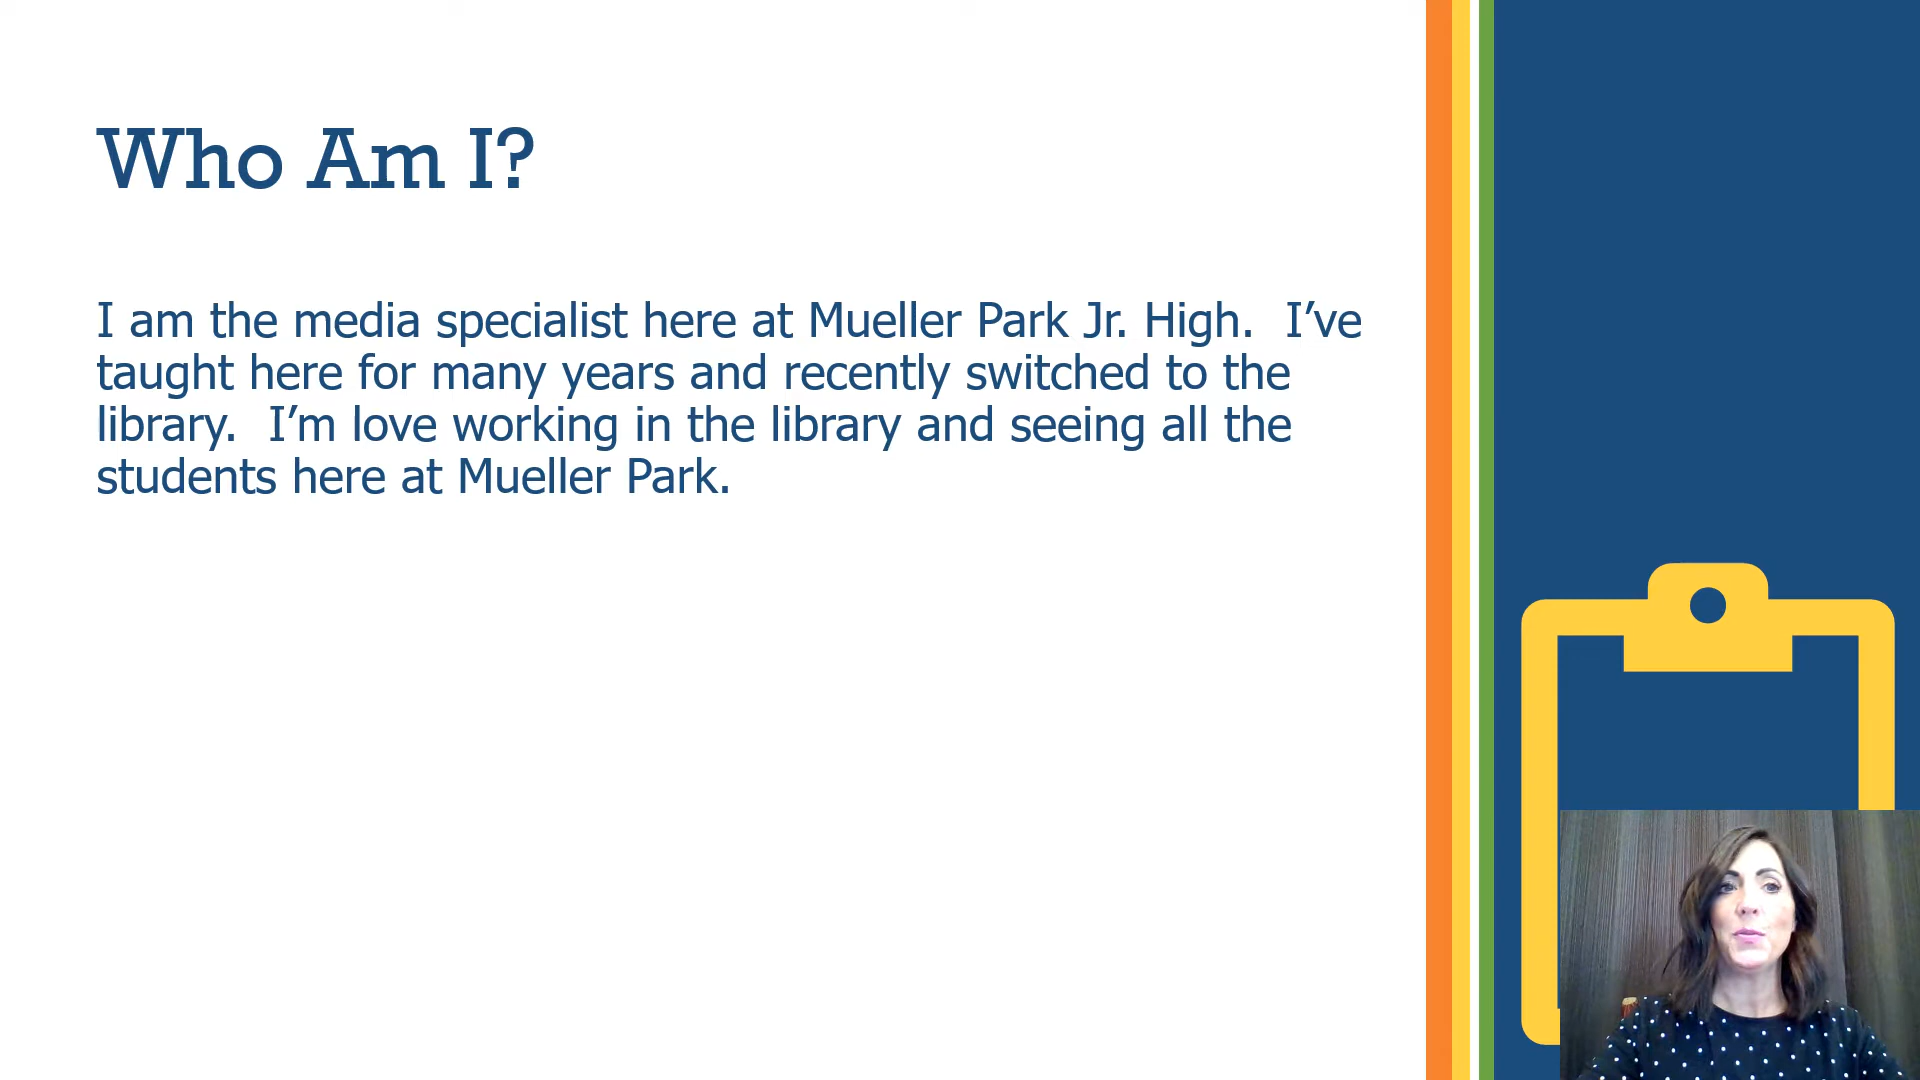 Who Am I?
I am the media specialist here at Mueller Park Jr. High.  I’ve
taught here for many years and recently switched to the
library.  I’m love working in the library and seeing all the
students here at Mueller Park.